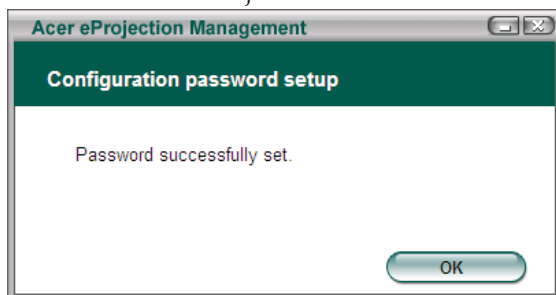 Acer eProjection Management
Configuration password setup
Password successfully set.
OK